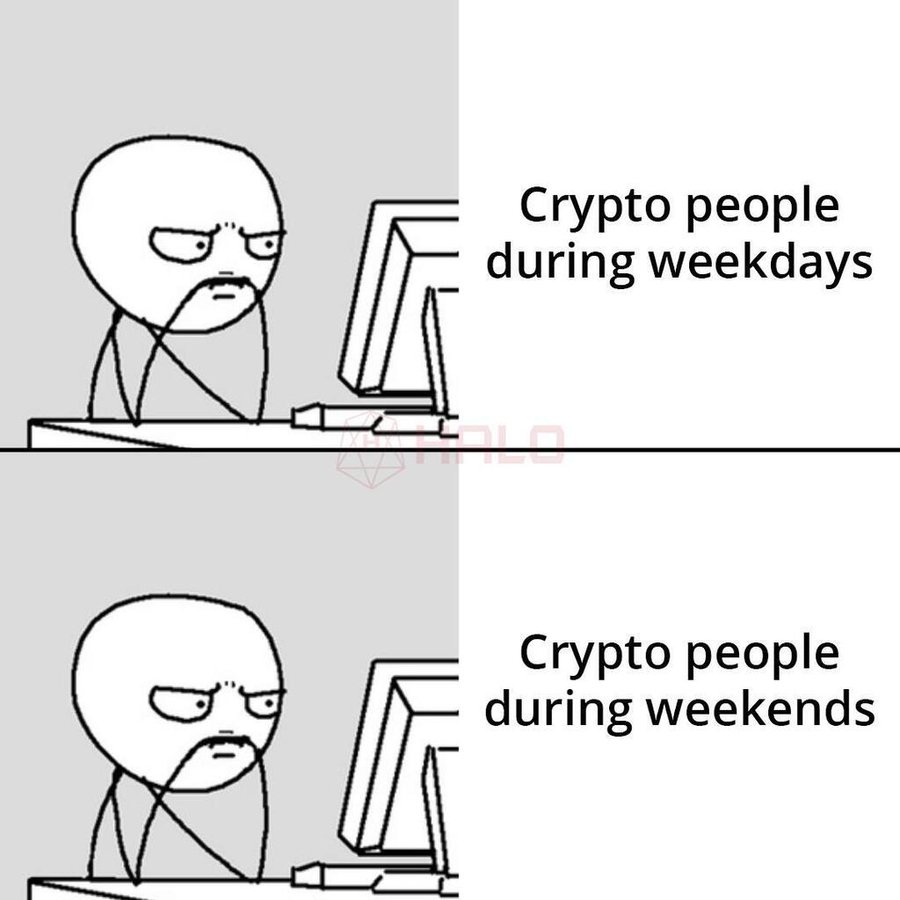 Crypto people
during weekdays
HALO
Crypto people
during weekends